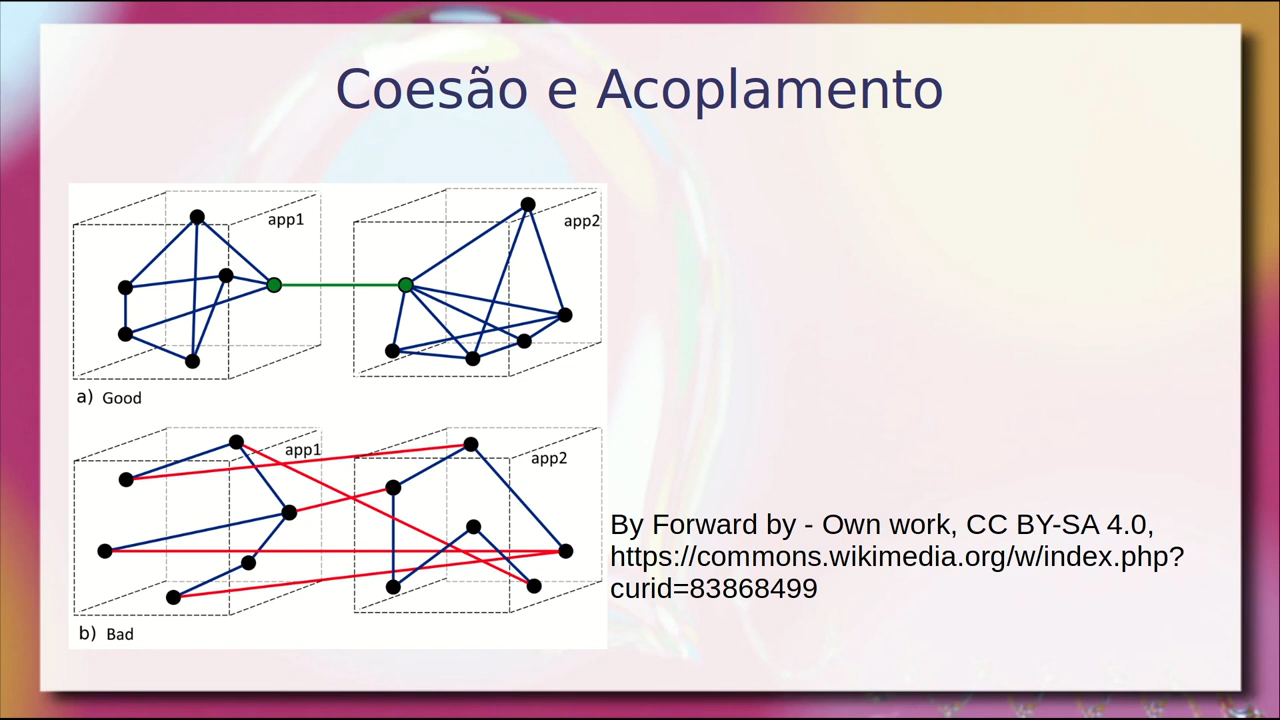 Coesão e Acoplamento
app1
app2
a) Good
app1
app2
b) Bad
By Forward by - Own work, CC BY-SA 4.0,
https://commons.wikimedia.org/w/index.php?
curid=83868499